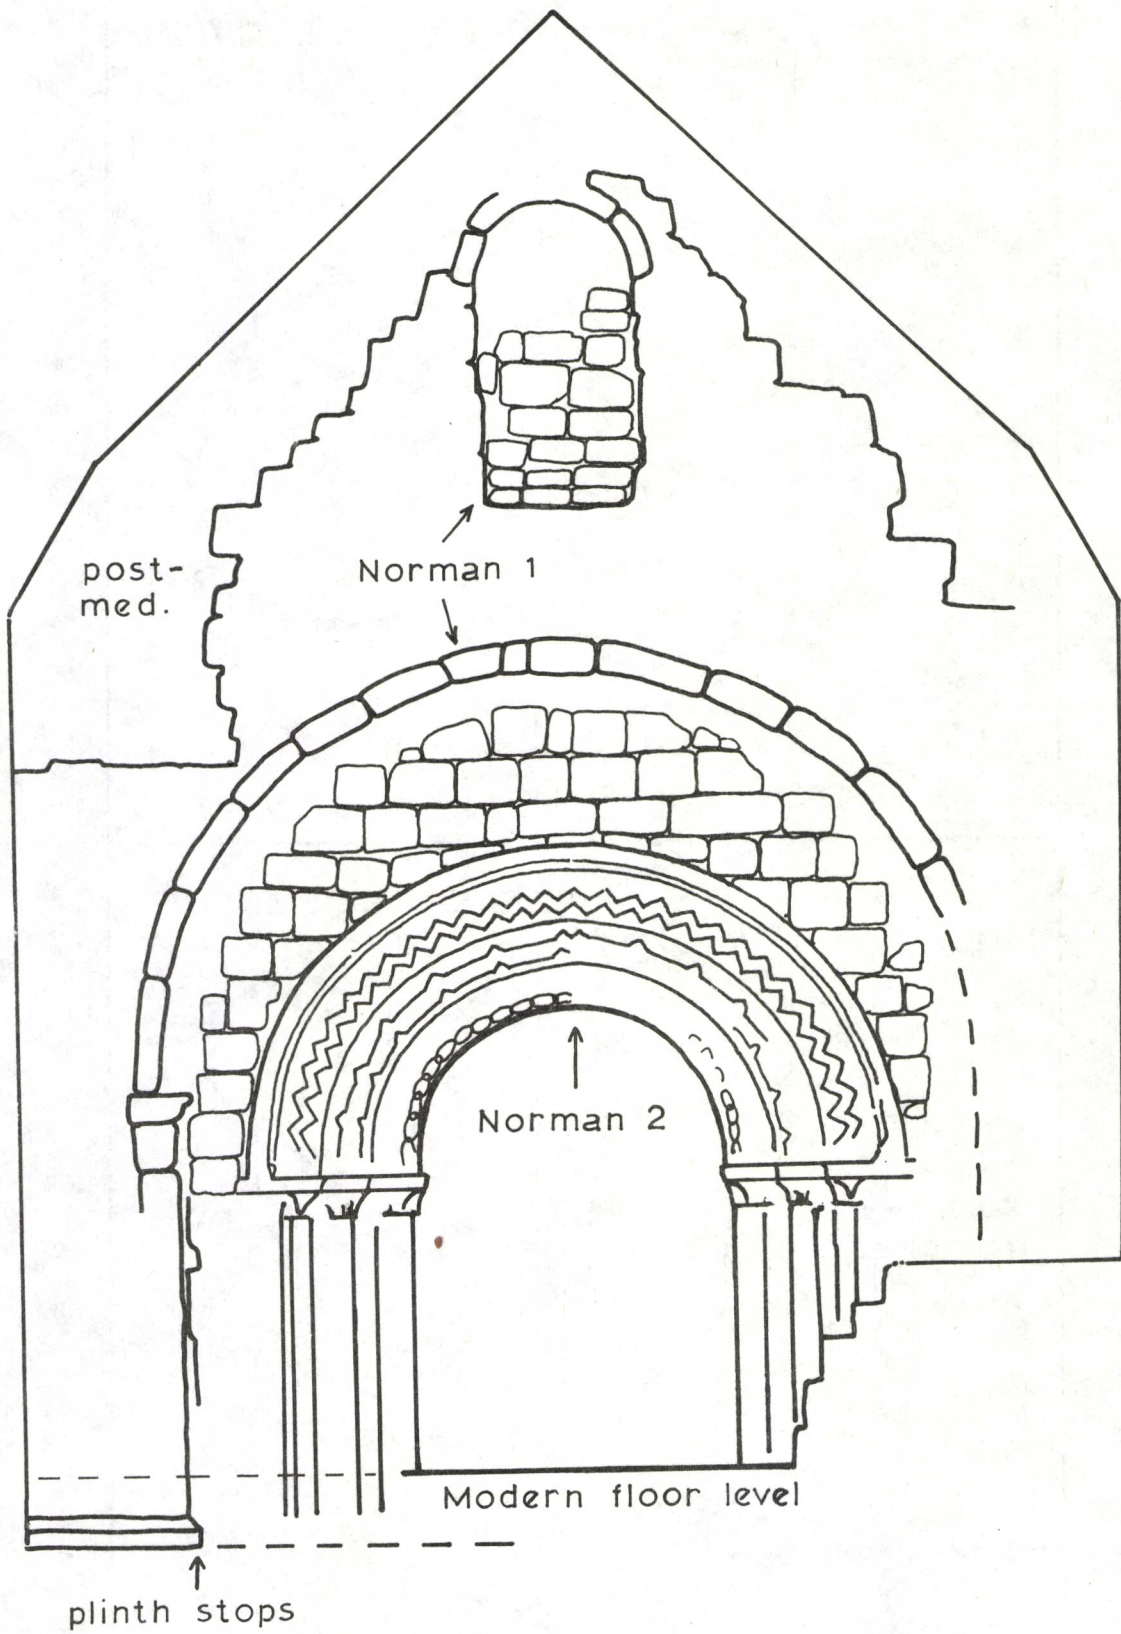 post-
med.
Norman 1
Norman 2
Modern floor level
plinth stops